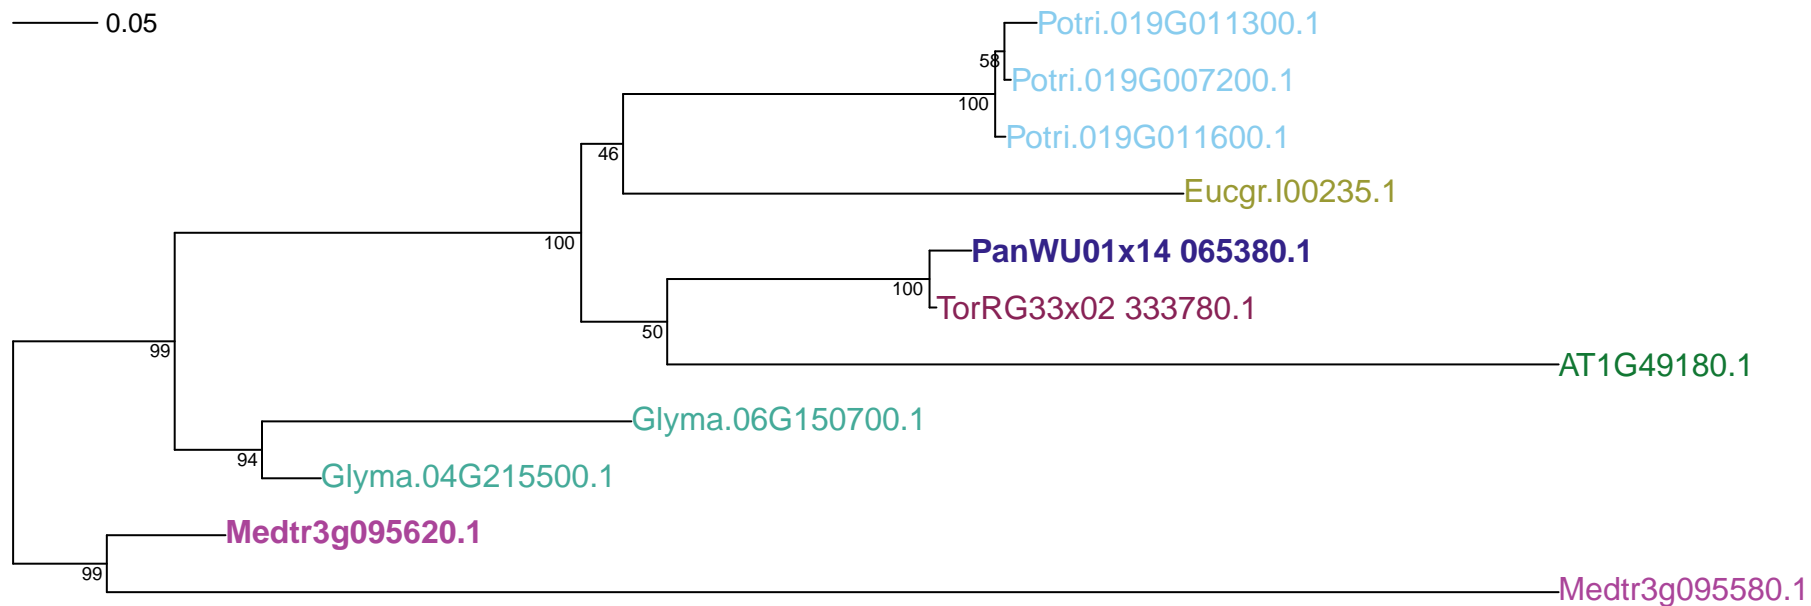 0.05
Potri.019G011300.1
58
Potri.019G007200.1
100
Potri.019G011600.1
46
Eucgr.I00235.1
100
PanWU01x14 065380.1
100
TorRG33x02 333780.1
50
99
AT1G49180.1
Glyma.06G150700.1
94
Glyma.04G215500.1
Medtr3g095620.1
99
Medtr3g095580.1